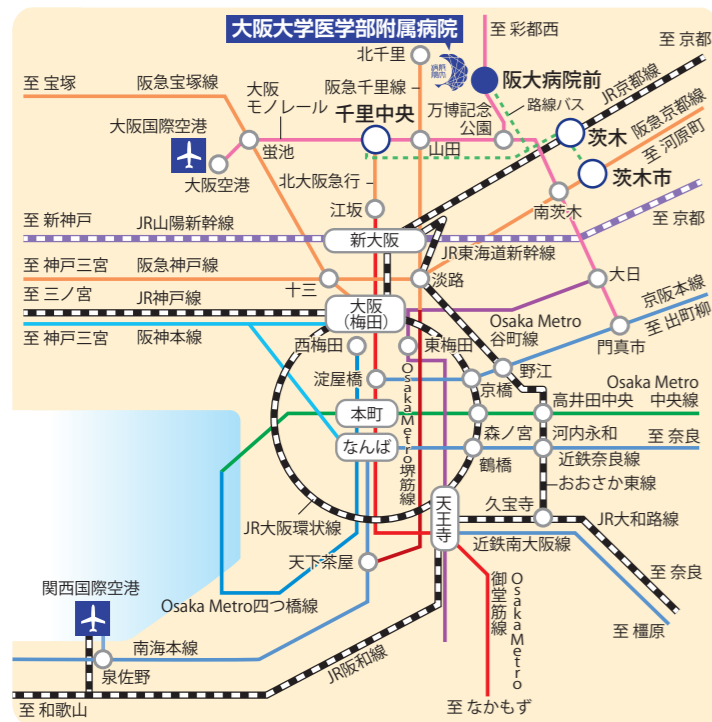 大阪大学医学部附属病院
至 彩都西
至 京都
北千里
阪大病院前
JR京都線
至 宝塚
阪急宝塚線
大阪
モノレール
阪急千里線
路線バス
阪急京都線
千里中央
万博記念
公園
茨木
至 河原町
大阪国際空港
蛍池
山田
茨木市
大阪空港
北大阪急行
南茨木
江坂
至 京都
至 新神戸
JR山陽新幹線
新大阪
JR東海道新幹線
至 神戸三宮
阪急神戸線
十三
淡路
大日
至 三ノ宮
JR神戸線
大阪
（梅田）
京阪本線
至 出町柳
至 神戸三宮
阪神本線
Osaka Metro
谷町線
西梅田
東梅田
門真市
淀屋橋
京橋
野江
Osaka Metro
中央線
OsakaMetro堺筋線
本町
高井田中央
森ノ宮
河内永和
至 奈良
なんば
鶴橋
近鉄奈良線
おおさか東線
JR大阪環状線
天王寺
久宝寺
JR大和路線
天下茶屋
近鉄南大阪線
至 奈良
関西国際空港
Osaka Metro四つ橋線
OsakaMetro
御堂筋線
至 橿原
南海本線
JR阪和線
泉佐野
至 和歌山
至 なかもず